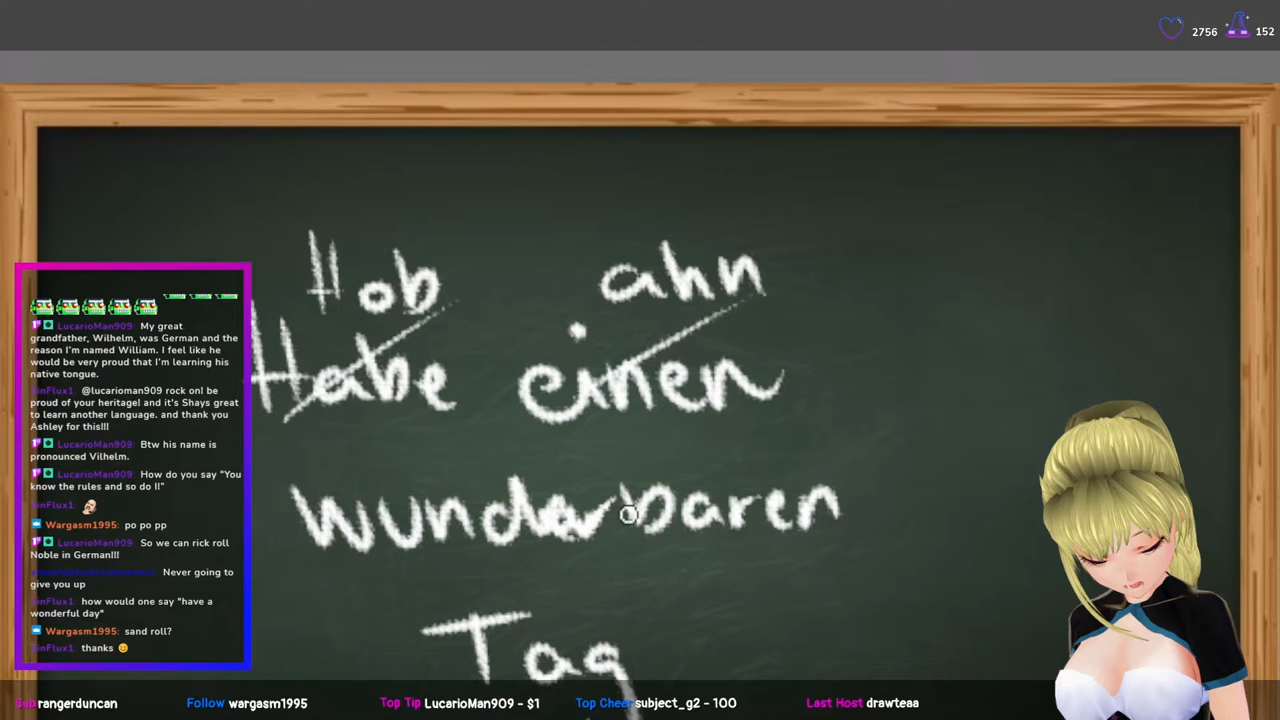 2756 152
Hob ahn
Habe einen
wunderbaren
Tag
LucarioMan909: My great
grandfather, Wilhelm, was German and the
reason I'm named William. I feel like he
would be very proud that I'm learning his
native tongue.
@lucarioman909 rock on! be
proud of your heritage! and it's Shays great
to learn another language. and thank you
Ashley for this!!!
LucarioMan909: Btw his name is
pronounced Vilhelm.
LucarioMan909: How do you say "You
know the rules and so do I!"
Wargasm1995: po po pp
LucarioMan909: So we can rick roll
Noble in German!!!
Never going to
give you up
how would one say "have a
wonderful day"
Wargasm1995: sand roll?
thanks
Sub rangerduncan Follow wargasm1995 Top Tip LucarioMan909 - $1 Top Cheer subject_g2 - 100 Last Host drawteaa